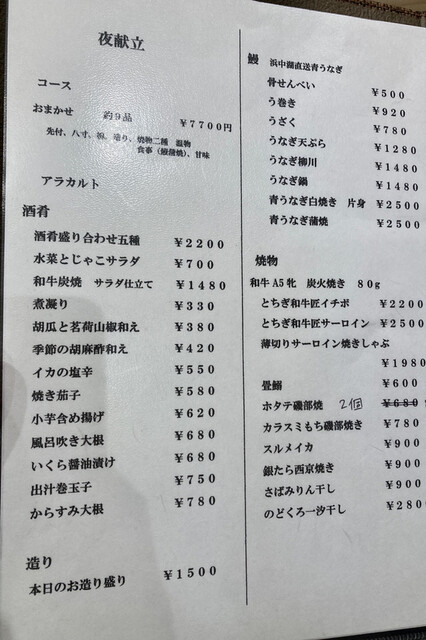 夜献立
コース
おまかせ 約9品 ￥7700円
先付、八寸、椀、造り、焼物二種 温物
食事（鰻蒲焼）、甘味
アラカルト
酒肴
酒肴盛り合わせ五種 ￥2200
水菜とじゃこサラダ ￥700
和牛炭焼 サラダ仕立て ￥1480
煮凝り ￥330
胡瓜と茗荷山椒和え ￥380
季節の胡麻酢和え ￥420
イカの塩辛 ￥550
焼き茄子 ￥580
小芋含め揚げ ￥620
風呂吹き大根 ￥680
いくら醤油漬け ￥680
出汁巻玉子 ￥750
からすみ大根 ￥780
造り
本日のお造り盛り ￥1500
鰻 浜中湖直送青うなぎ
骨せんべい ￥500
う巻き ￥920
うざく ￥780
うなぎ天ぷら ￥1280
うなぎ柳川 ￥1480
うなぎ鍋 ￥1480
青うなぎ白焼き 片身 ￥2500
青うなぎ蒲焼 ￥2500
焼物
和牛A5牝 炭火焼き 80g
とちぎ和牛匠イチボ ￥2200
とちぎ和牛匠サーロイン ￥2500
薄切りサーロイン焼きしゃぶ
￥1980
畳鰯 ￥600
ホタテ磯部焼 2個 ￥680
カラスミもち磯部焼き ￥780
スルメイカ ￥900
銀たら西京焼き ￥900
さばみりん干し ￥900
のどくろ一汐干し ￥280